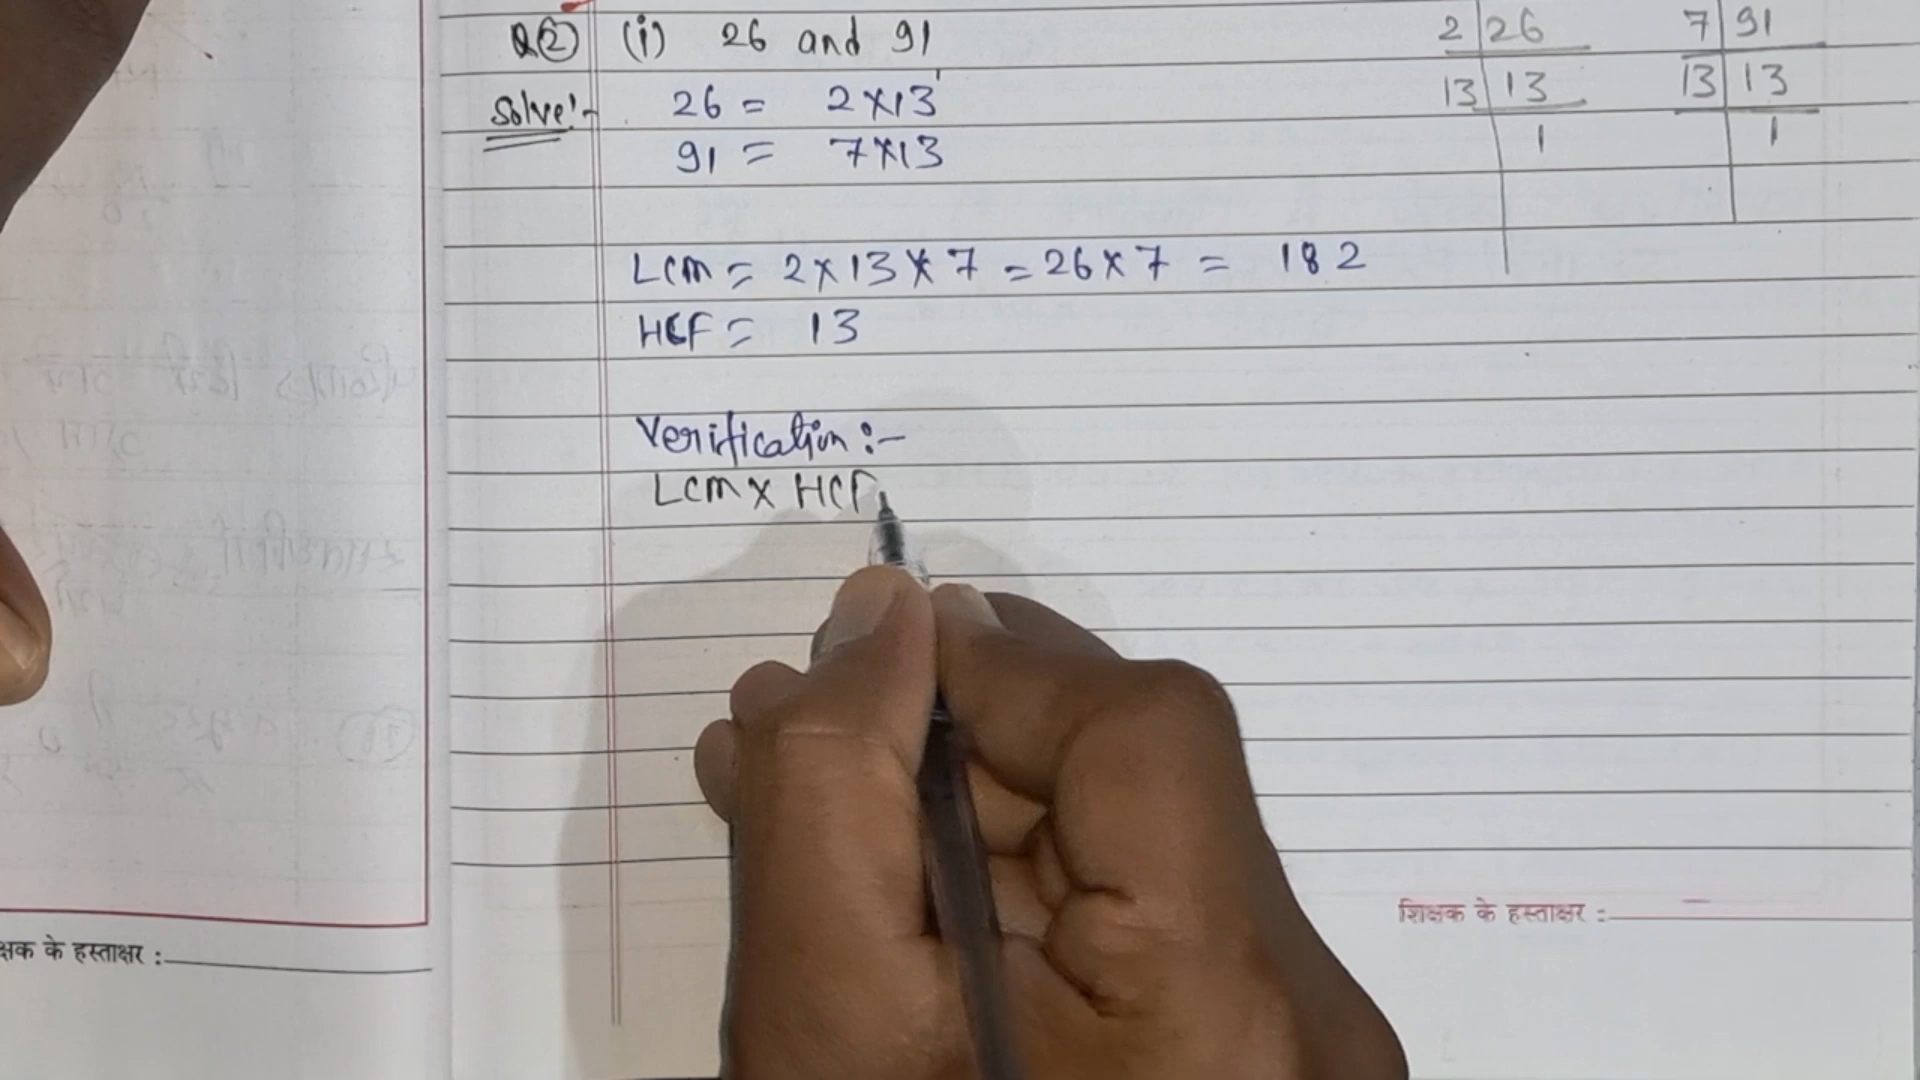 Q② (i) 26 and 91
Solve:- 26 = 2×13
91 = 7×13
2 26
13 13
1
7 91
13 13
1
LCM = 2×13×7 = 26×7 = 182
HCF = 13
Verification:-
LCM × HCF
शिक्षक के हस्ताक्षर :
क्षक के हस्ताक्षर :